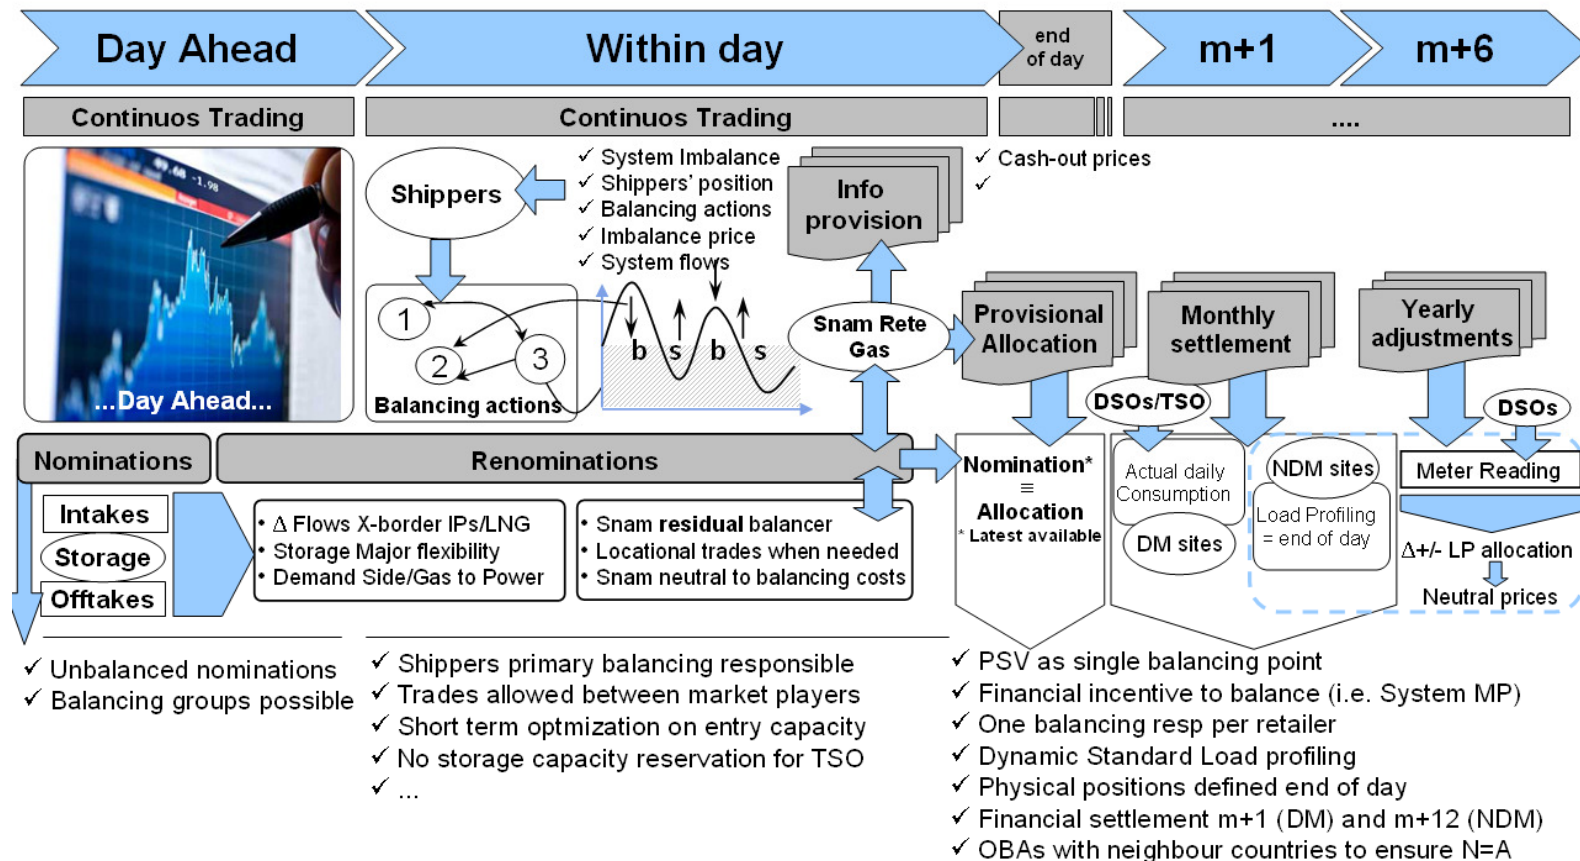 Day Ahead
Within day
end
of day
m+1
m+6
Continuos Trading
Continuos Trading
....
49.68 -1.98
...Day Ahead...
Shippers
✓ System Imbalance
✓ Shippers' position
✓ Balancing actions
✓ Imbalance price
✓ System flows
Info
provision
✓ Cash-out prices
✓
1
2
3
Balancing actions
b s b s
Snam Rete
Gas
Provisional
Allocation
Monthly
settlement
Yearly
adjustments
DSOs/TSO
DSOs
Nominations
Renominations
Intakes
Storage
Offtakes
• Δ Flows X-border IPs/LNG
• Storage Major flexibility
• Demand Side/Gas to Power
• Snam residual balancer
• Locational trades when needed
• Snam neutral to balancing costs
Nomination*
≡
Allocation
* Latest available
Actual daily
Consumption
DM sites
NDM sites
Load Profiling
= end of day
Meter Reading
Δ+/- LP allocation
Neutral prices
✓ Unbalanced nominations
✓ Balancing groups possible
✓ Shippers primary balancing responsible
✓ Trades allowed between market players
✓ Short term optmization on entry capacity
✓ No storage capacity reservation for TSO
✓ ...
✓ PSV as single balancing point
✓ Financial incentive to balance (i.e. System MP)
✓ One balancing resp per retailer
✓ Dynamic Standard Load profiling
✓ Physical positions defined end of day
✓ Financial settlement m+1 (DM) and m+12 (NDM)
✓ OBAs with neighbour countries to ensure N=A